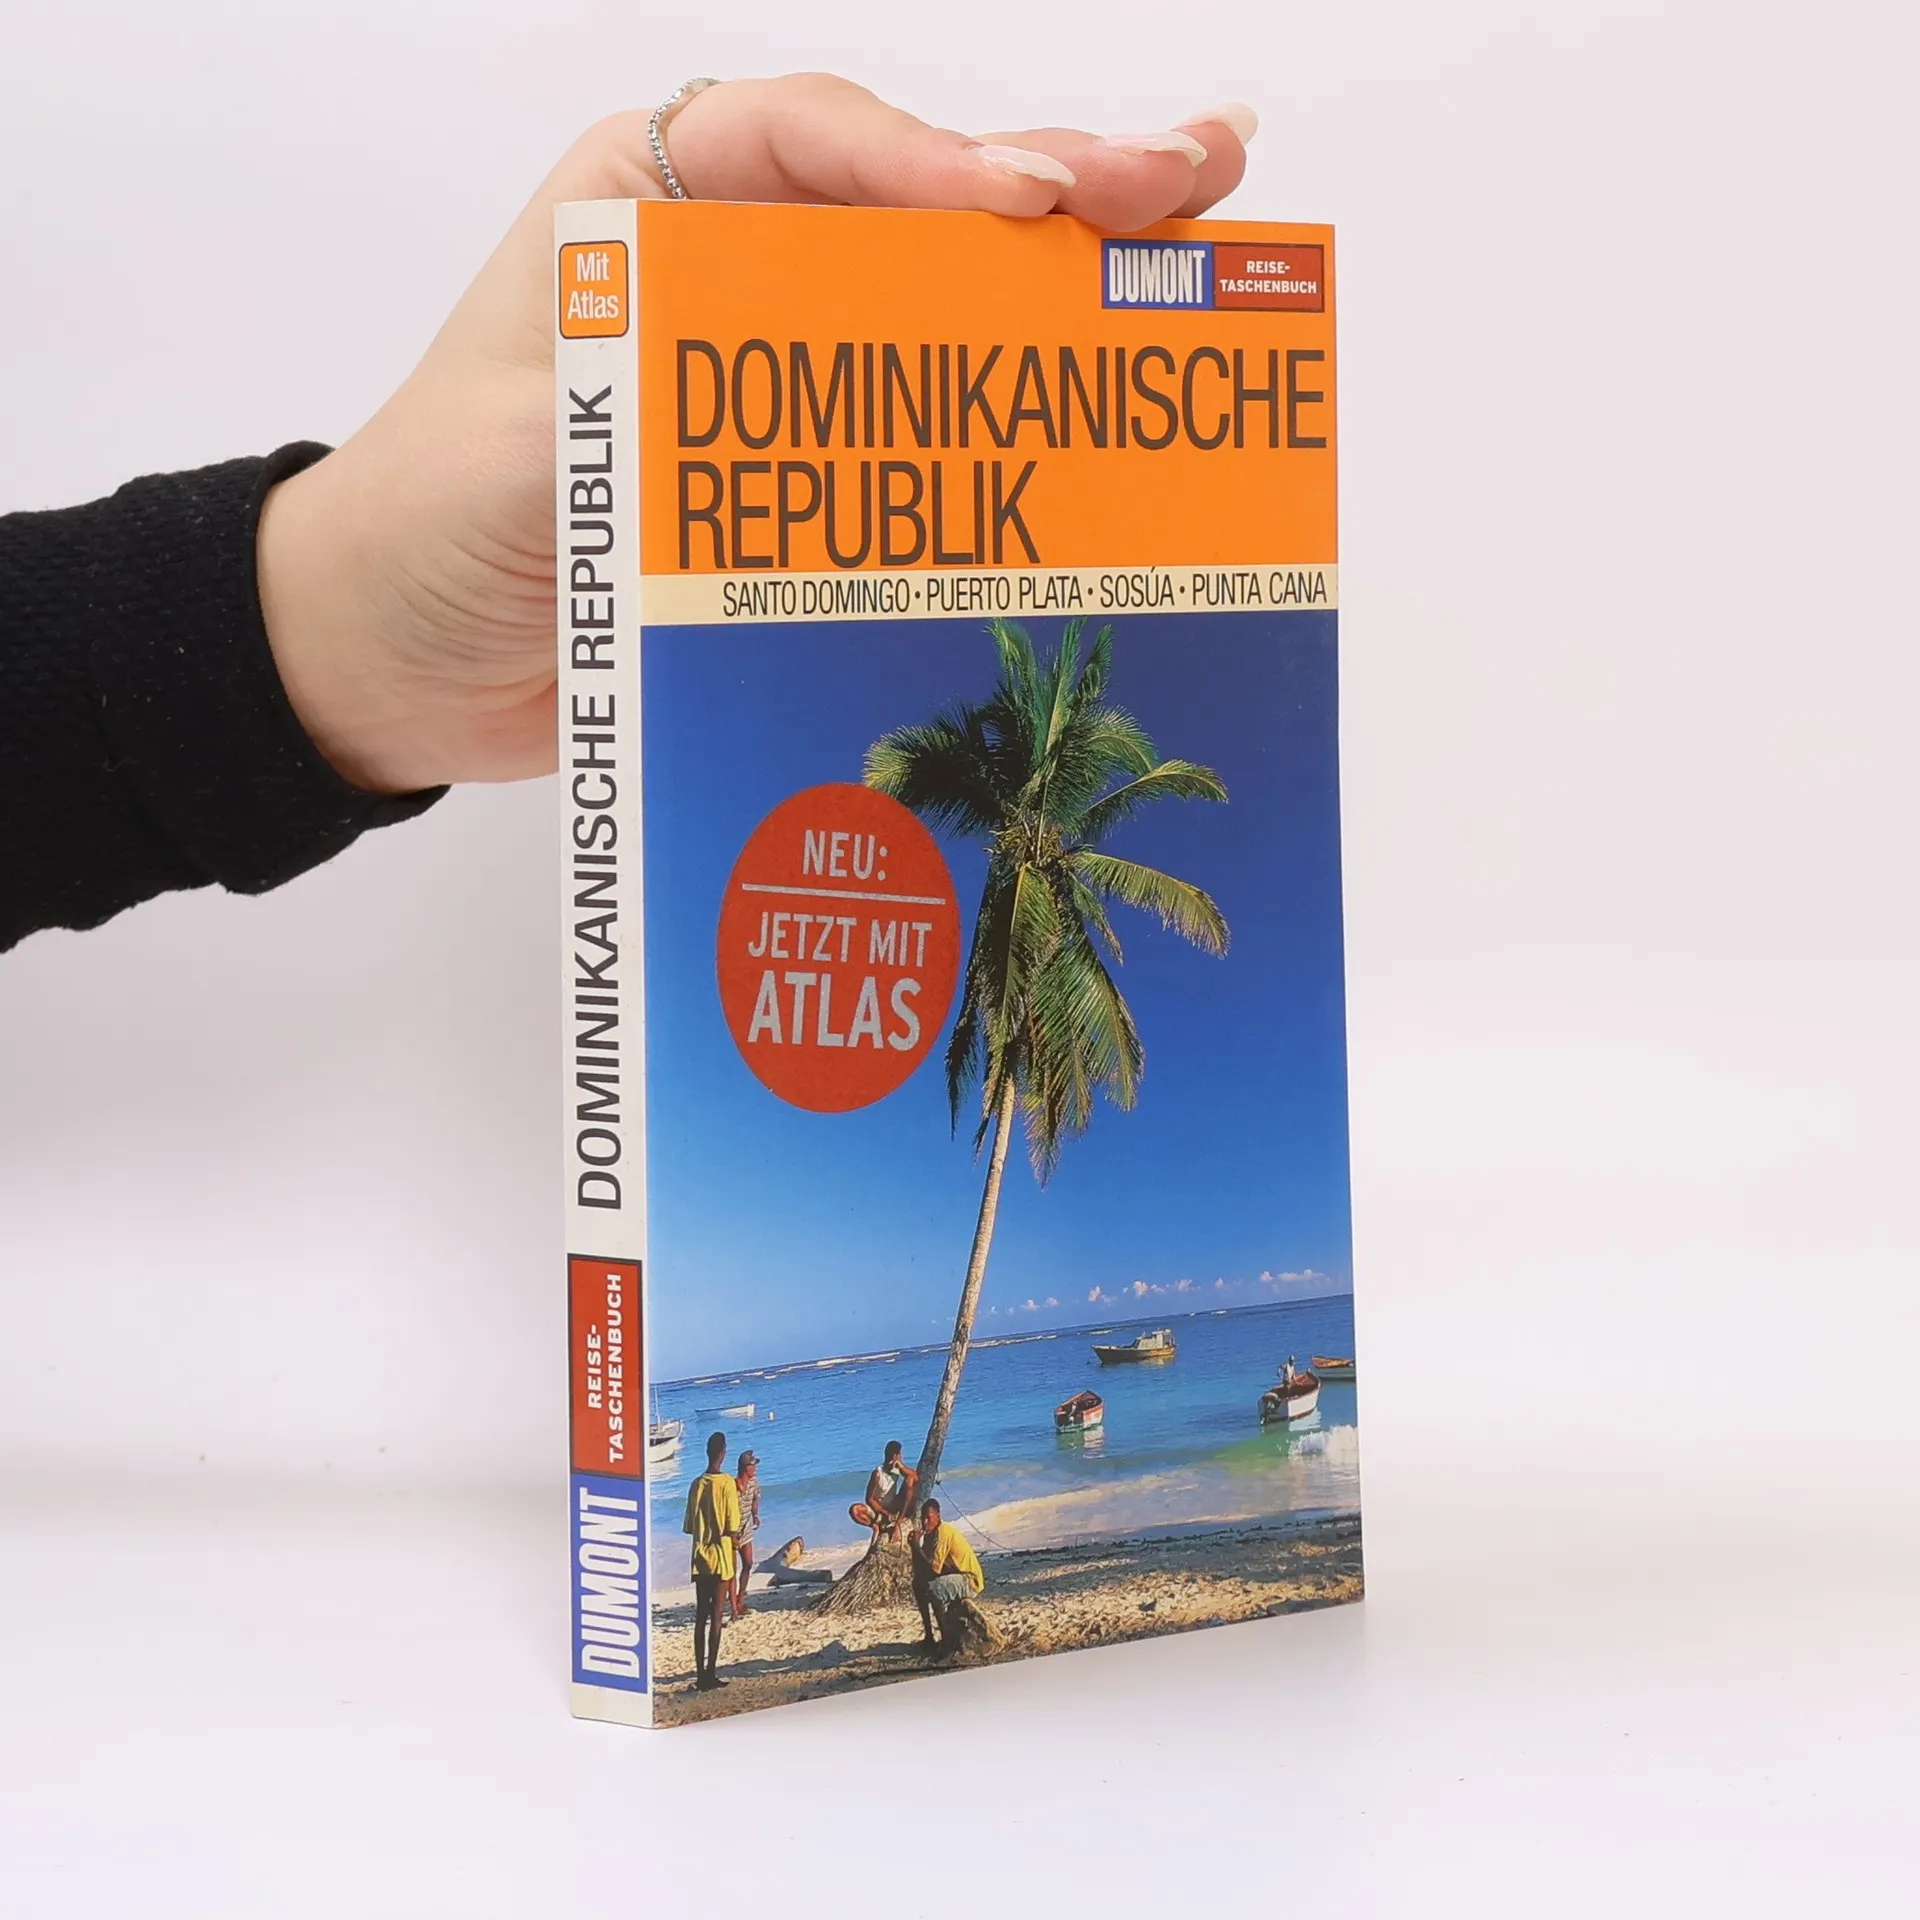 Mit
Atlas
DOMINIKANISCHE REPUBLIK
REISE-
TASCHENBUCH
DUMONT
DUMONT
REISE-
TASCHENBUCH
DOMINIKANISCHE
REPUBLIK
SANTO DOMINGO · PUERTO PLATA · SOSÚA · PUNTA CANA
NEU:
JETZT MIT
ATLAS